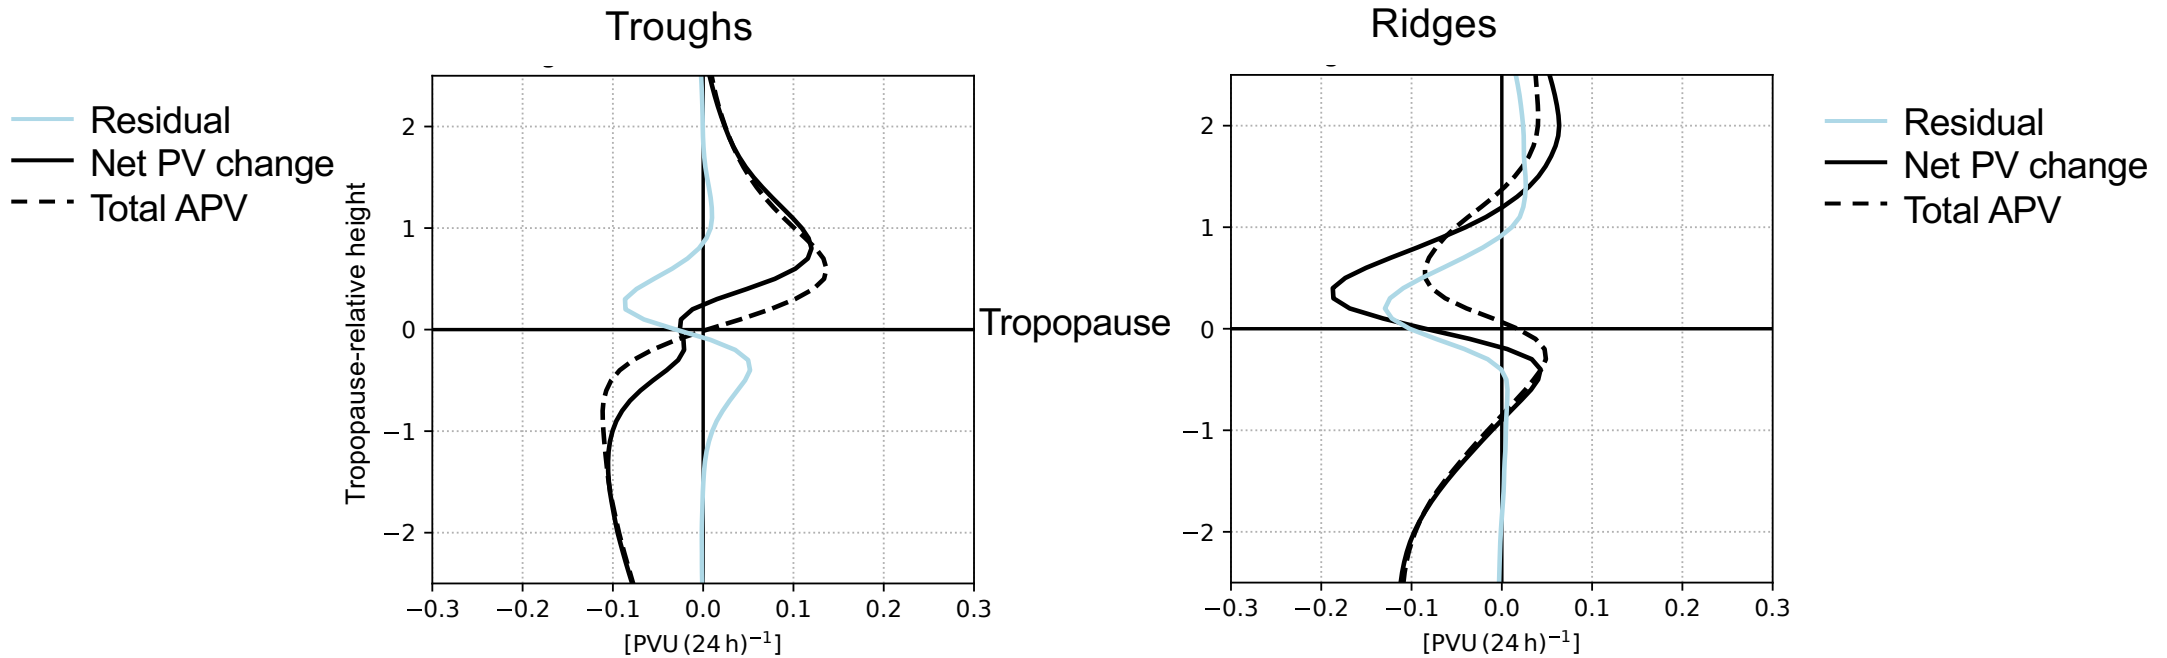 Troughs
Ridges
Residual
Net PV change
Total APV
Tropopause-relative height
2
1
0
−1
−2
−0.3
−0.2
−0.1
0.0
0.1
0.2
0.3
[PVU (24 h)⁻¹]
Tropopause
2
1
0
−1
−2
−0.3
−0.2
−0.1
0.0
0.1
0.2
0.3
[PVU (24 h)⁻¹]
Residual
Net PV change
Total APV